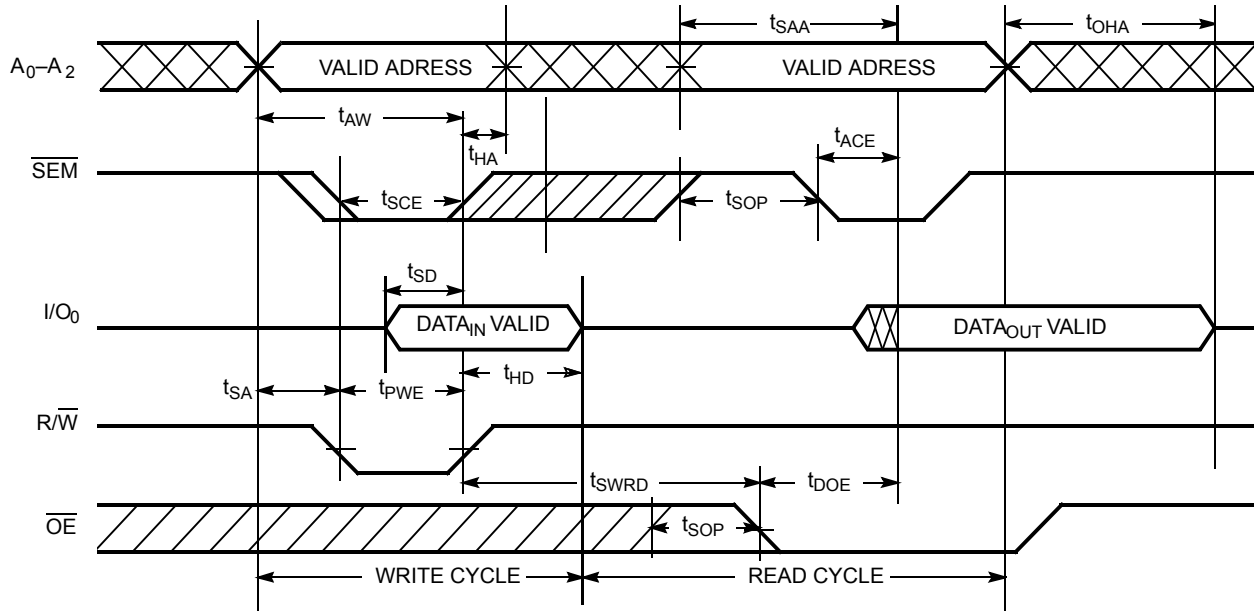 tSAA
tOHA
A0–A2
VALID ADRESS
VALID ADRESS
tAW
tHA
tACE
SEM
tSCE
tSOP
tSD
I/O0
DATAIN VALID
DATAOUT VALID
tSA
tPWE
tHD
R/W
tSWRD
tDOE
OE
tSOP
WRITE CYCLE
READ CYCLE